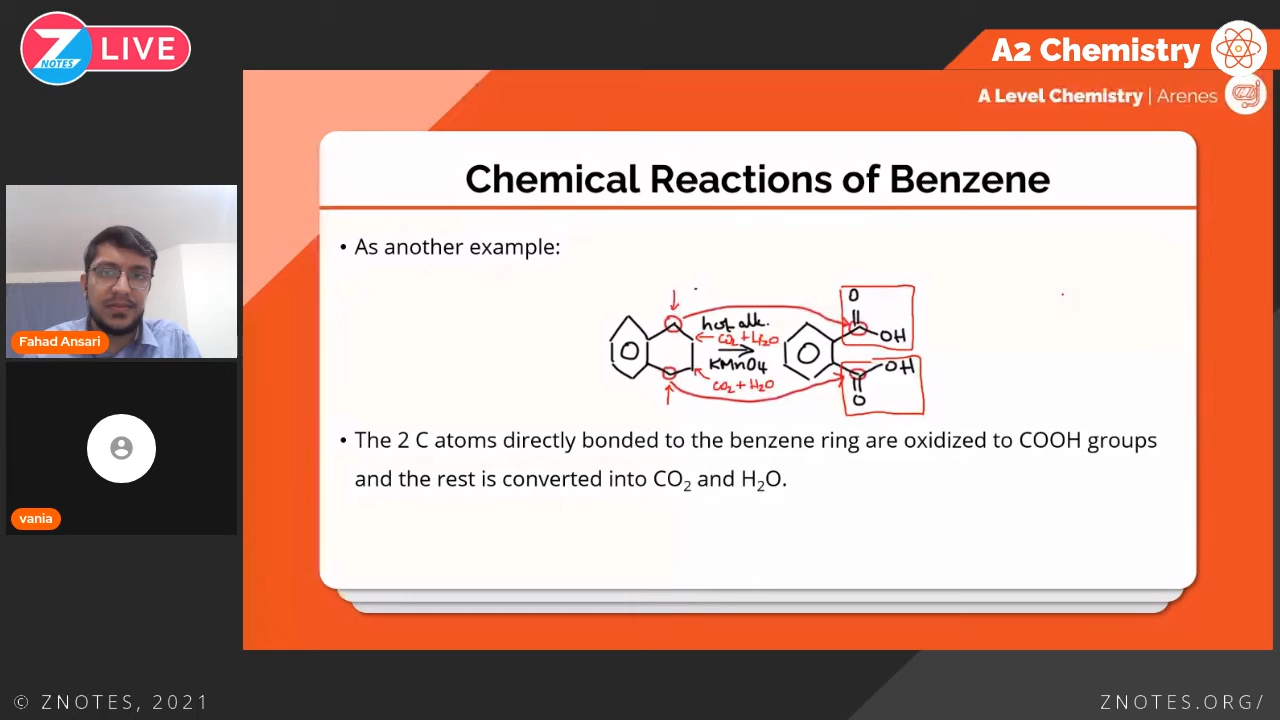 Z NOTES LIVE
A2 Chemistry
A Level Chemistry | Arenes
Chemical Reactions of Benzene
• As another example:
hot alk.
CO₂ + H₂O
KMnO4
CO₂ + H₂O
O
OH
OH
O
• The 2 C atoms directly bonded to the benzene ring are oxidized to COOH groups
and the rest is converted into CO₂ and H₂O.
Fahad Ansari
vania
© ZNOTES, 2021
ZNOTES.ORG/